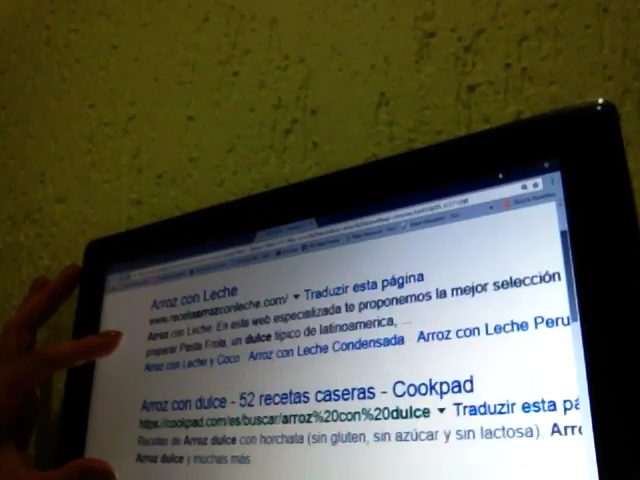 Arroz con Leche
www.recetaarrozconleche.com/ ▾ Traduzir esta página
Arroz con Leche. En esta web especializada te proponemos la mejor selección
preparar Pasta Frola, un dulce típico de latinoamerica, ...
Arroz con Leche y Coco Arroz con Leche Condensada Arroz con Leche Peru
Arroz con dulce - 52 recetas caseras - Cookpad
https://cookpad.com/es/buscar/arroz%20con%20dulce ▾ Traduzir esta pá
Recetas de Arroz dulce con horchata (sin gluten, sin azúcar y sin lactosa). Arro
Arroz dulce y muchas más.